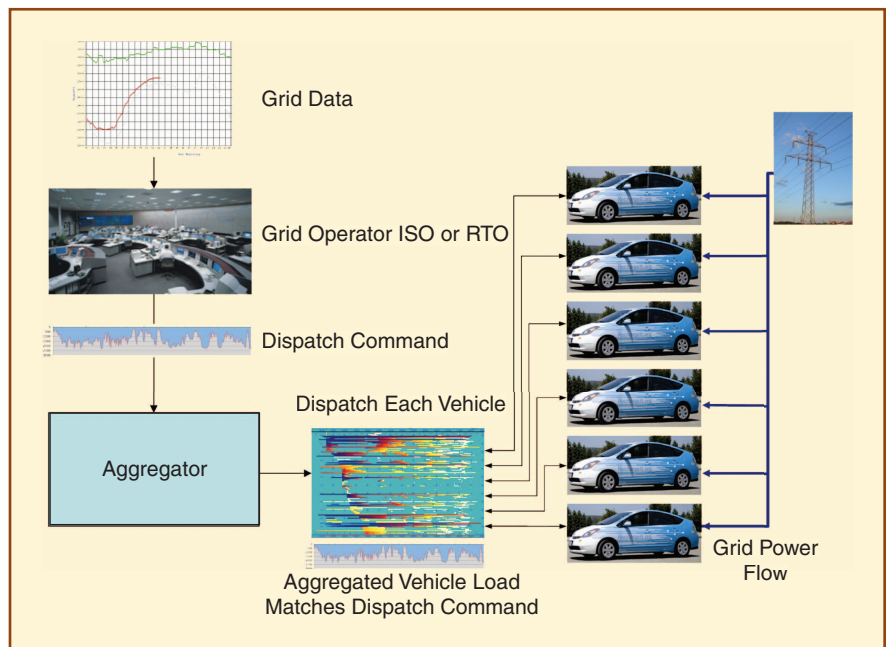 Grid Data
Grid Operator ISO or RTO
Dispatch Command
Dispatch Each Vehicle
Aggregator
Aggregated Vehicle Load
Matches Dispatch Command
Grid Power
Flow